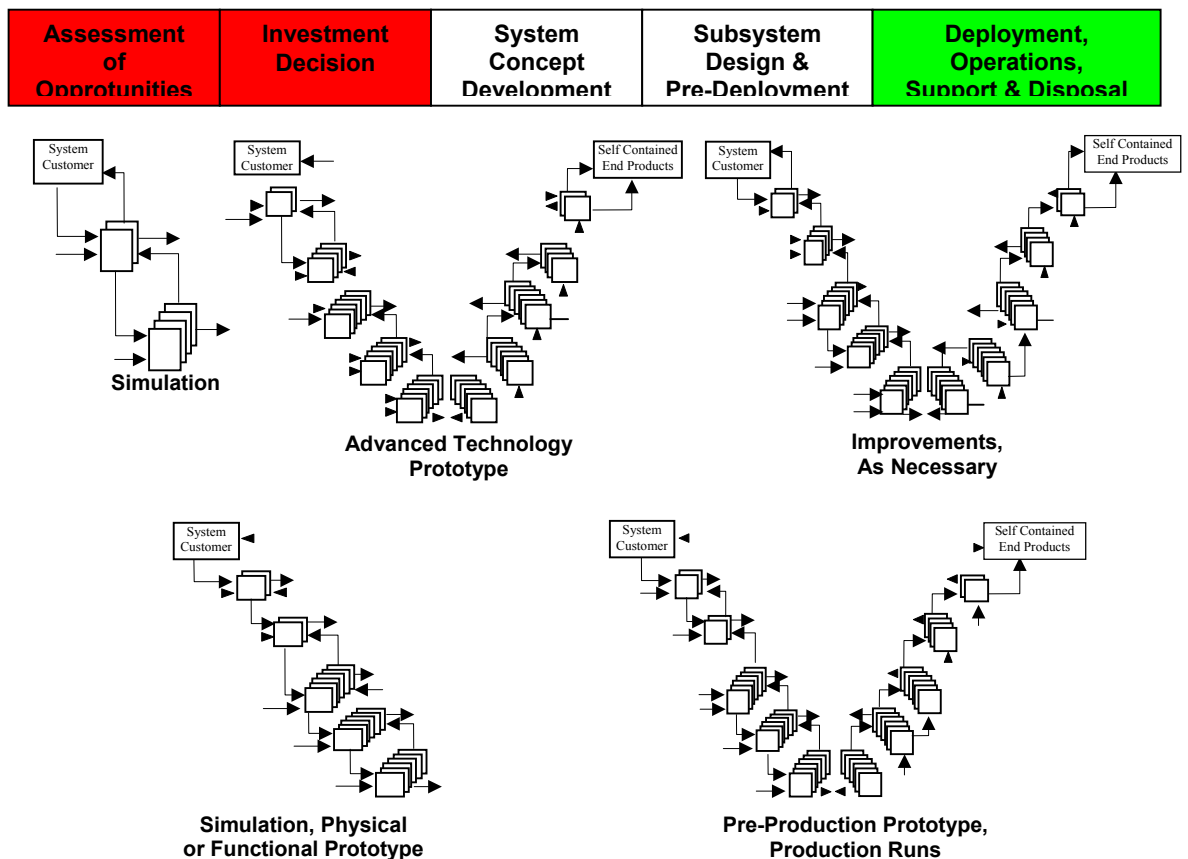 Assessment
of
Opprotunities
Investment
Decision
System
Concept
Development
Subsystem
Design &
Pre-Deployment
Deployment,
Operations,
Support & Disposal
System
Customer
Simulation
System
Customer
Self Contained
End Products
Advanced Technology
Prototype
System
Customer
Self Contained
End Products
Improvements,
As Necessary
System
Customer
Simulation, Physical
or Functional Prototype
System
Customer
Self Contained
End Products
Pre-Production Prototype,
Production Runs